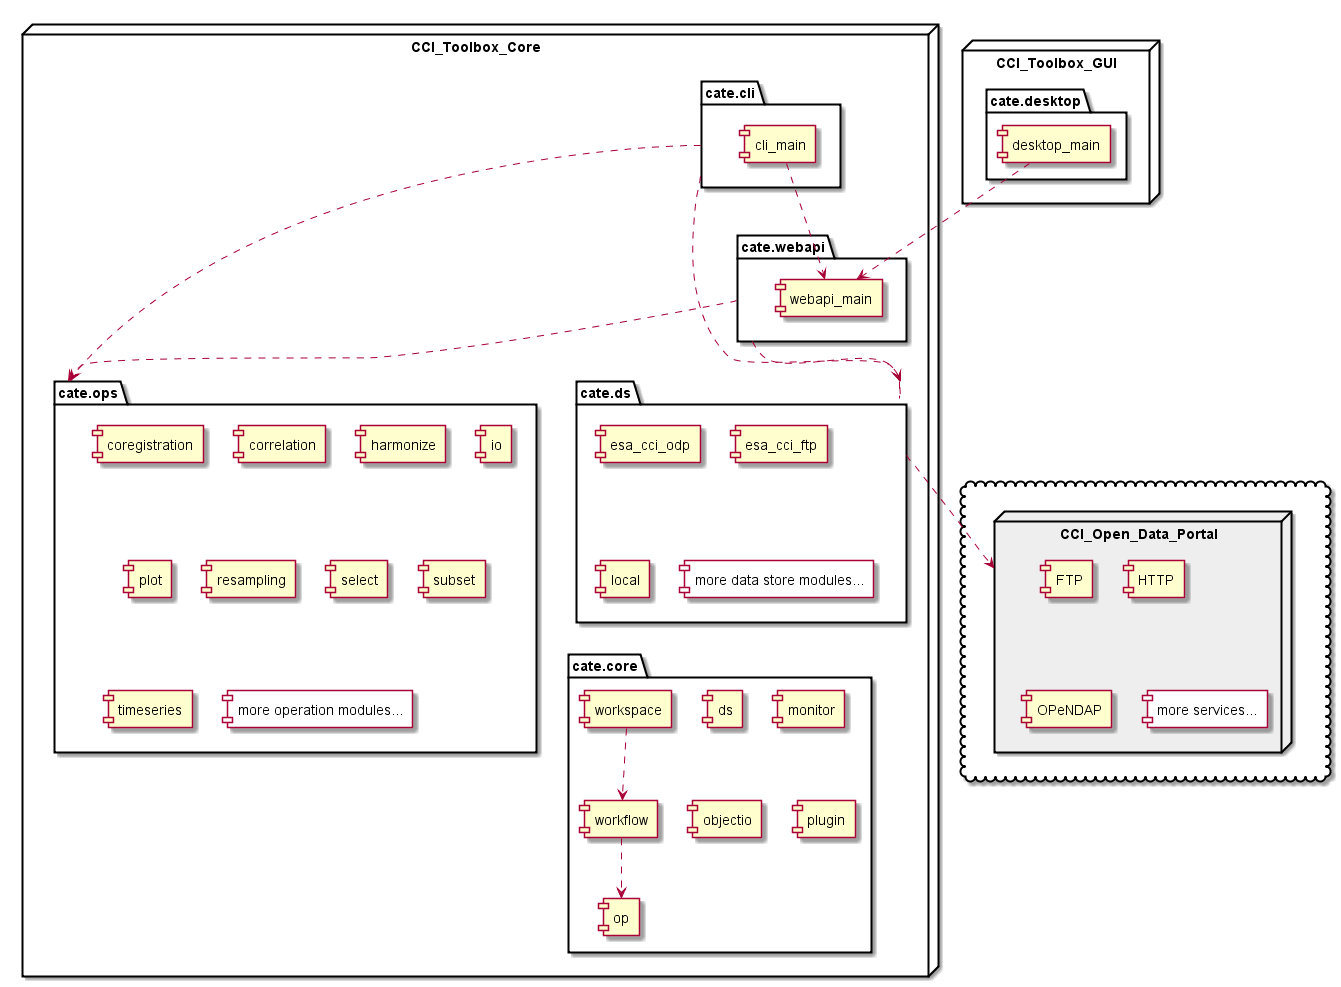 CCI_Toolbox_Core
cate.cli
cli_main
cate.webapi
webapi_main
cate.ops
coregistration
correlation
harmonize
io
plot
resampling
select
subset
timeseries
more operation modules...
cate.ds
esa_cci_odp
esa_cci_ftp
local
more data store modules...
cate.core
workspace
ds
monitor
workflow
objectio
plugin
op
CCI_Toolbox_GUI
cate.desktop
desktop_main
CCI_Open_Data_Portal
FTP
HTTP
OPeNDAP
more services...